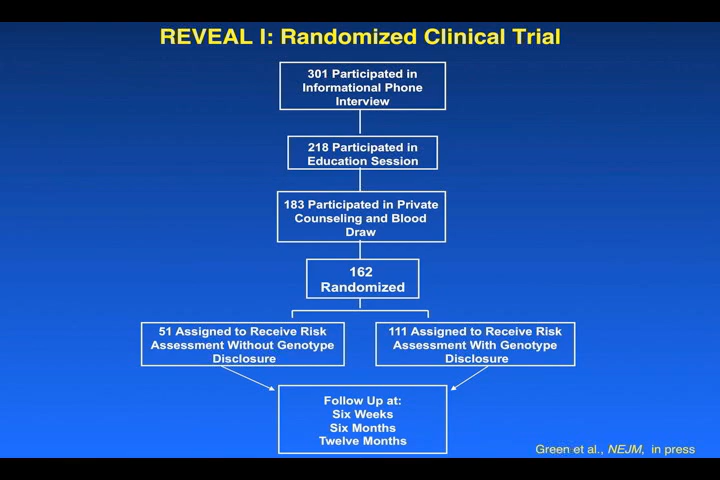 REVEAL I: Randomized Clinical Trial
301 Participated in
Informational Phone
Interview
218 Participated in
Education Session
183 Participated in Private
Counseling and Blood
Draw
162
Randomized
51 Assigned to Receive Risk
Assessment Without Genotype
Disclosure
111 Assigned to Receive Risk
Assessment With Genotype
Disclosure
Follow Up at:
Six Weeks
Six Months
Twelve Months
Green et al., NEJM, in press